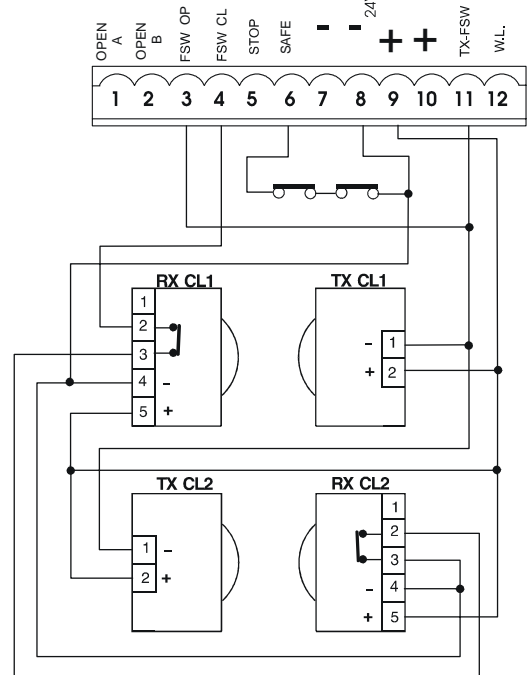 OPEN A
OPEN B
FSW OP
FSW CL
STOP
SAFE
- -
+ +
TX-FSW
W.L.
1 2 3 4 5 6 7 8 9 10 11 12
RX CL1
1
2
3
4 -
5 +
TX CL1
- 1
+ 2
TX CL2
1 -
2 +
RX CL2
1
2
3
- 4
+ 5